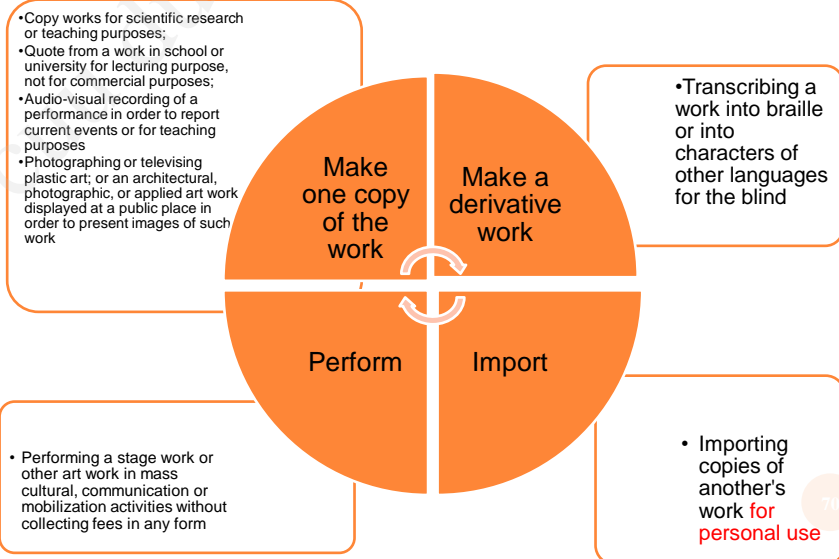 •Copy works for scientific research
or teaching purposes;
•Quote from a work in school or
university for lecturing purpose,
not for commercial purposes;
•Audio-visual recording of a
performance in order to report
current events or for teaching
purposes
•Photographing or televising
plastic art; or an architectural,
photographic, or applied art work
displayed at a public place in
order to present images of such
work
Make
one copy
of the
work
Make a
derivative
work
•Transcribing a
work into braille
or into
characters of
other languages
for the blind
Perform
Import
• Performing a stage work or
other art work in mass
cultural, communication or
mobilization activities without
collecting fees in any form
• Importing
copies of
another's
work for
personal use
70